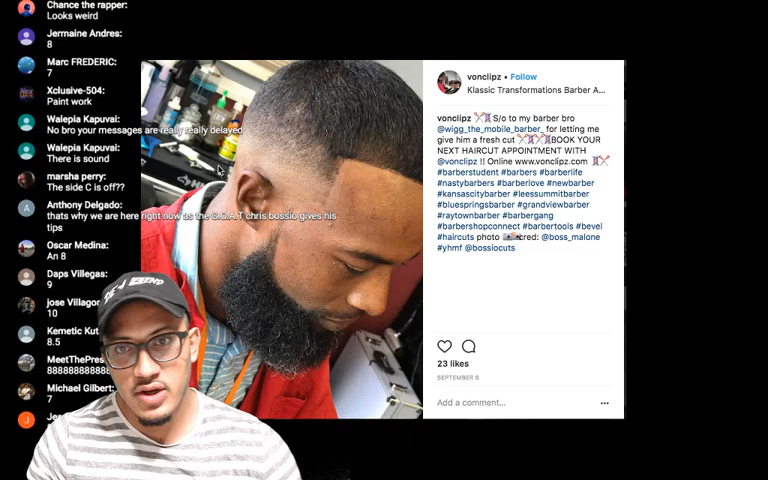 Chance the rapper:
Looks weird
Jermaine Andres:
8
Marc FREDERIC:
7
Xclusive-504:
Paint work
Walepia Kapuvai:
No bro your messages are really really delayed
Walepia Kapuvai:
There is sound
marsha perry:
The side C is off??
Anthony Delgado:
thats why we are here right now as the G.O.A.T chris bossio gives his
tips
Oscar Medina:
An 8
Daps Villegas:
9
jose Villagor
10
Kemetic Kut
8.5
MeetThePres
888888888888
Michael Gilbert:
7
vonclipz • Follow
Klassic Transformations Barber A...
vonclipz S/o to my barber bro
@wigg_the_mobile_barber_ for letting me
give him a fresh cut BOOK YOUR
NEXT HAIRCUT APPOINTMENT WITH
@vonclipz !! Online www.vonclipz.com
#barberstudent #barbers #barberlife
#nastybarbers #barberlove #newbarber
#kansascitybarber #leessummitbarber
#bluespringsbarber #grandviewbarber
#raytownbarber #barbergang
#barbershopconnect #barbertools #bevel
#haircuts photo cred: @boss_malone
#yhmf @bossiocuts
23 likes
SEPTEMBER 6
Add a comment...